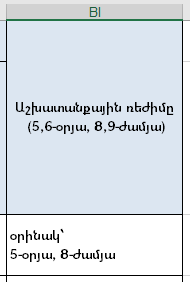 BI
Աշխատանքային ռեժիմը
(5,6-օրյա, 8,9-ժամյա)
օրինակ՝
5-օրյա, 8-ժամյա